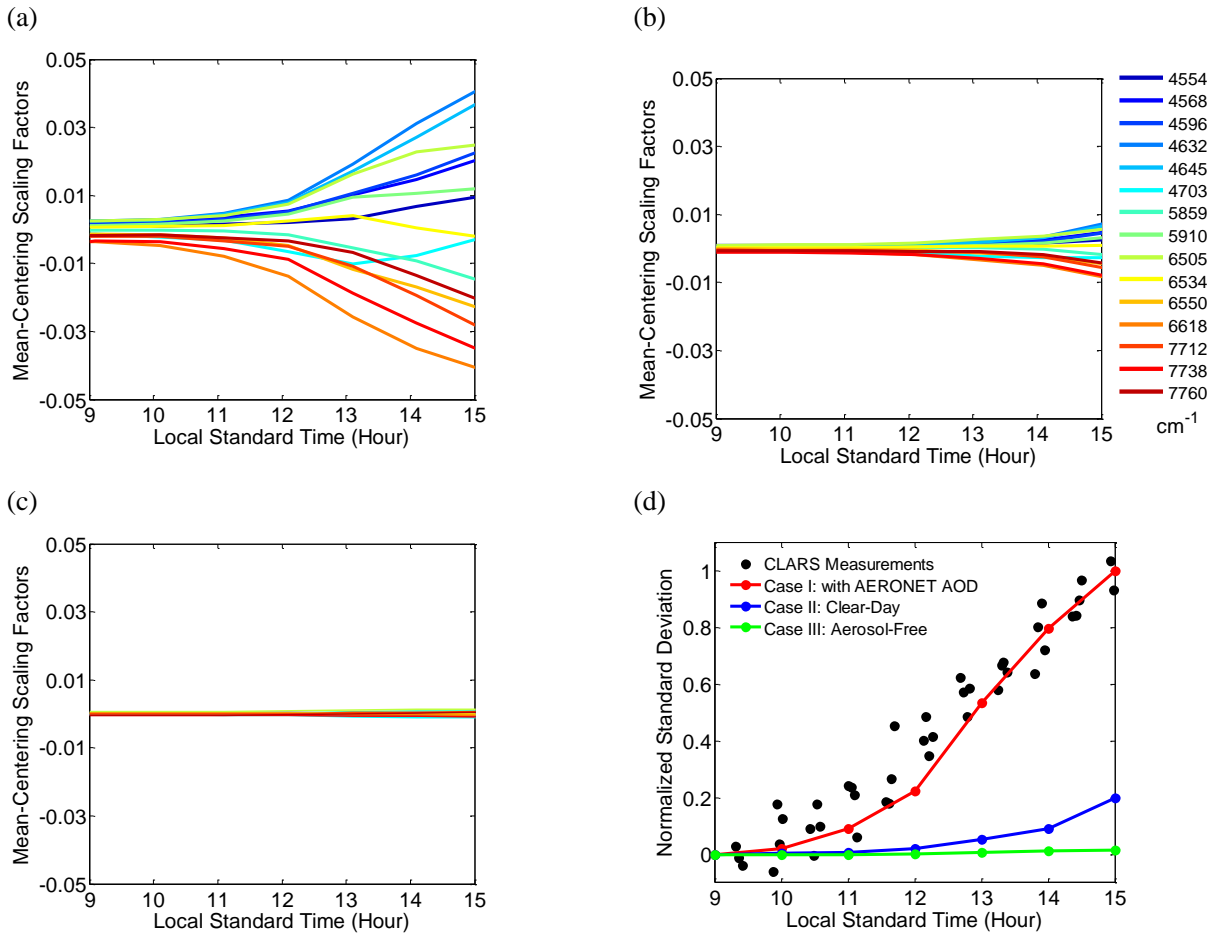 (a)
0.05
0.03
0.01
-0.01
-0.03
-0.05
Mean-Centering Scaling Factors
9 10 11 12 13 14 15
Local Standard Time (Hour)
(b)
0.05
0.03
0.01
-0.01
-0.03
-0.05
Mean-Centering Scaling Factors
9 10 11 12 13 14 15
Local Standard Time (Hour)
4554
4568
4596
4632
4645
4703
5859
5910
6505
6534
6550
6618
7712
7738
7760
cm⁻¹
(c)
0.05
0.03
0.01
-0.01
-0.03
-0.05
Mean-Centering Scaling Factors
9 10 11 12 13 14 15
Local Standard Time (Hour)
(d)
CLARS Measurements
Case I: with AERONET AOD
Case II: Clear-Day
Case III: Aerosol-Free
1
0.8
0.6
0.4
0.2
0
Normalized Standard Deviation
9 10 11 12 13 14 15
Local Standard Time (Hour)